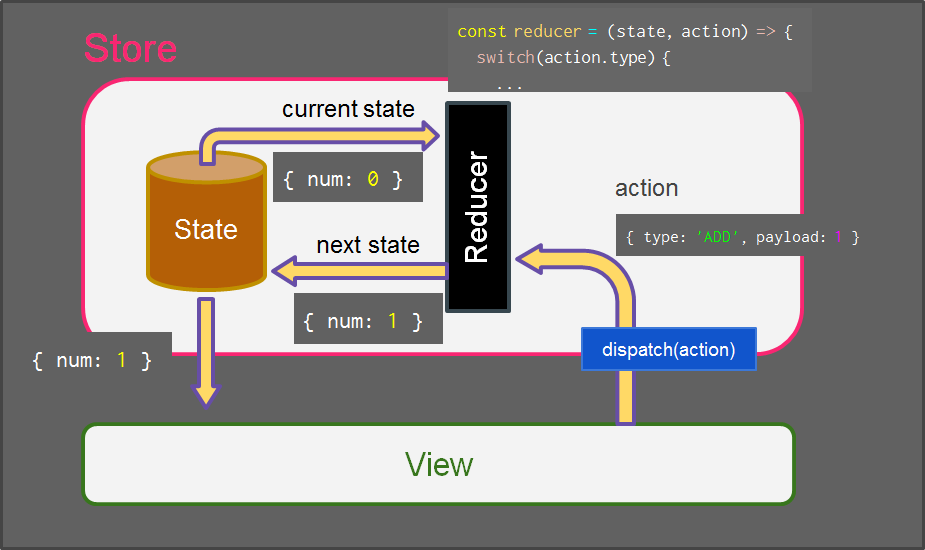 Store
const reducer = (state, action) => {
switch(action.type) {
...
current state
{ num: 0 }
State
Reducer
action
{ type: 'ADD', payload: 1 }
next state
{ num: 1 }
dispatch(action)
{ num: 1 }
View